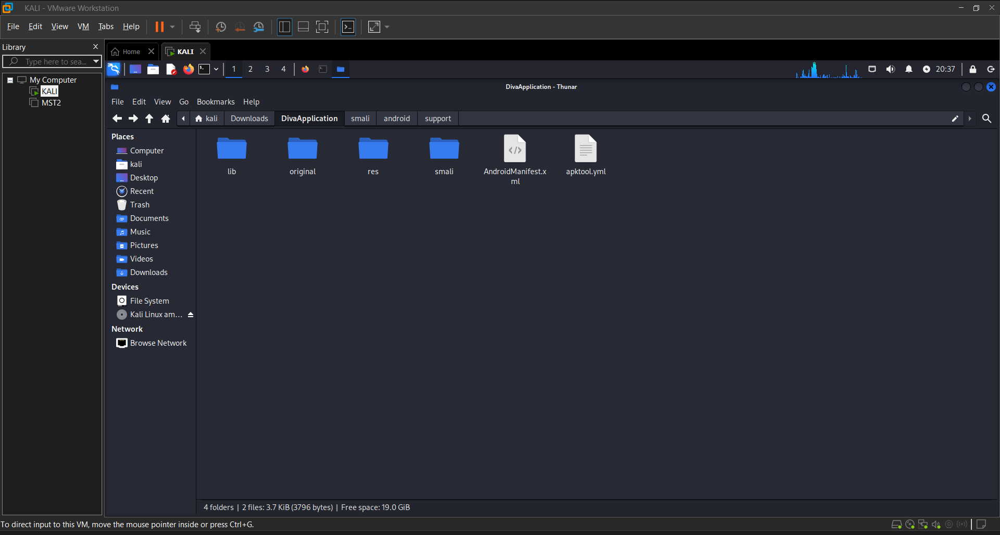 KALI - VMware Workstation
File Edit View VM Tabs Help
Library
Type here to sea...
My Computer
KALI
MST2
Home
KALI
1 2 3 4
20:37
DivaApplication - Thunar
File Edit View Go Bookmarks Help
kali Downloads DivaApplication smali android support
Places
Computer
kali
Desktop
Recent
Trash
Documents
Music
Pictures
Videos
Downloads
Devices
File System
Kali Linux am...
Network
Browse Network
lib
original
res
smali
AndroidManifest.x
ml
apktool.yml
4 folders | 2 files: 3.7 KiB (3796 bytes) | Free space: 19.0 GiB
To direct input to this VM, move the mouse pointer inside or press Ctrl+G.